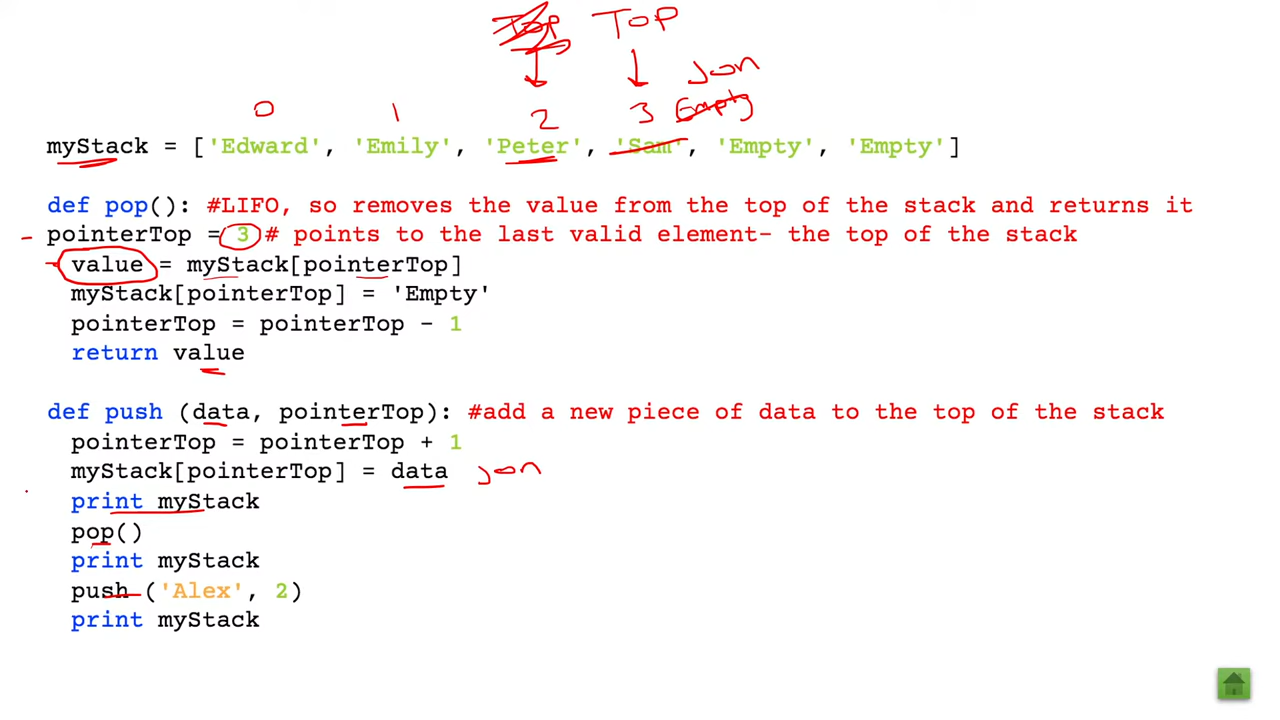 Top TOP
Jon
0 1 2 3 Empty
myStack = ['Edward', 'Emily', 'Peter', 'Sam', 'Empty', 'Empty']
def pop(): #LIFO, so removes the value from the top of the stack and returns it
pointerTop = 3 # points to the last valid element- the top of the stack
value = myStack[pointerTop]
myStack[pointerTop] = 'Empty'
pointerTop = pointerTop - 1
return value
def push (data, pointerTop): #add a new piece of data to the top of the stack
pointerTop = pointerTop + 1
myStack[pointerTop] = data Jon
print myStack
pop()
print myStack
push ('Alex', 2)
print myStack